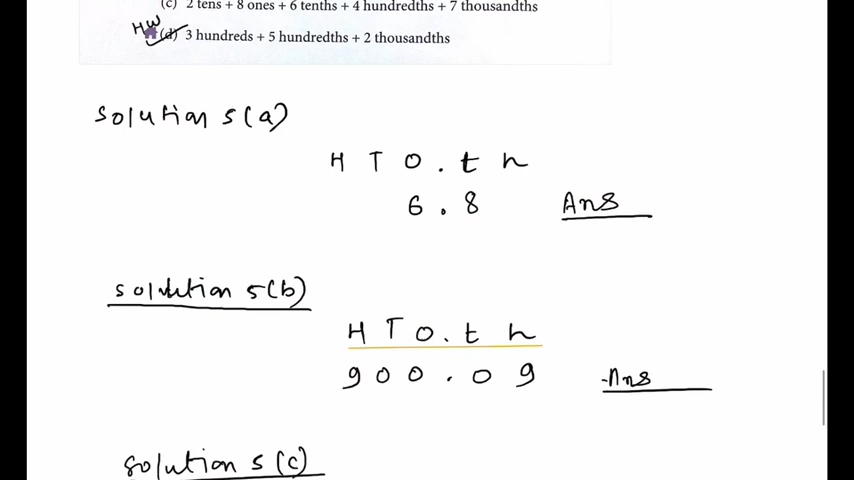 (c) 2 tens + 8 ones + 6 tenths + 4 hundredths + 7 thousandths
HW
(d) 3 hundreds + 5 hundredths + 2 thousandths
Solution 5(a)
H T O . t h
6 . 8 Ans
Solution 5(b)
H T O . t h
9 0 0 . 0 9 Ans
Solution 5(c)